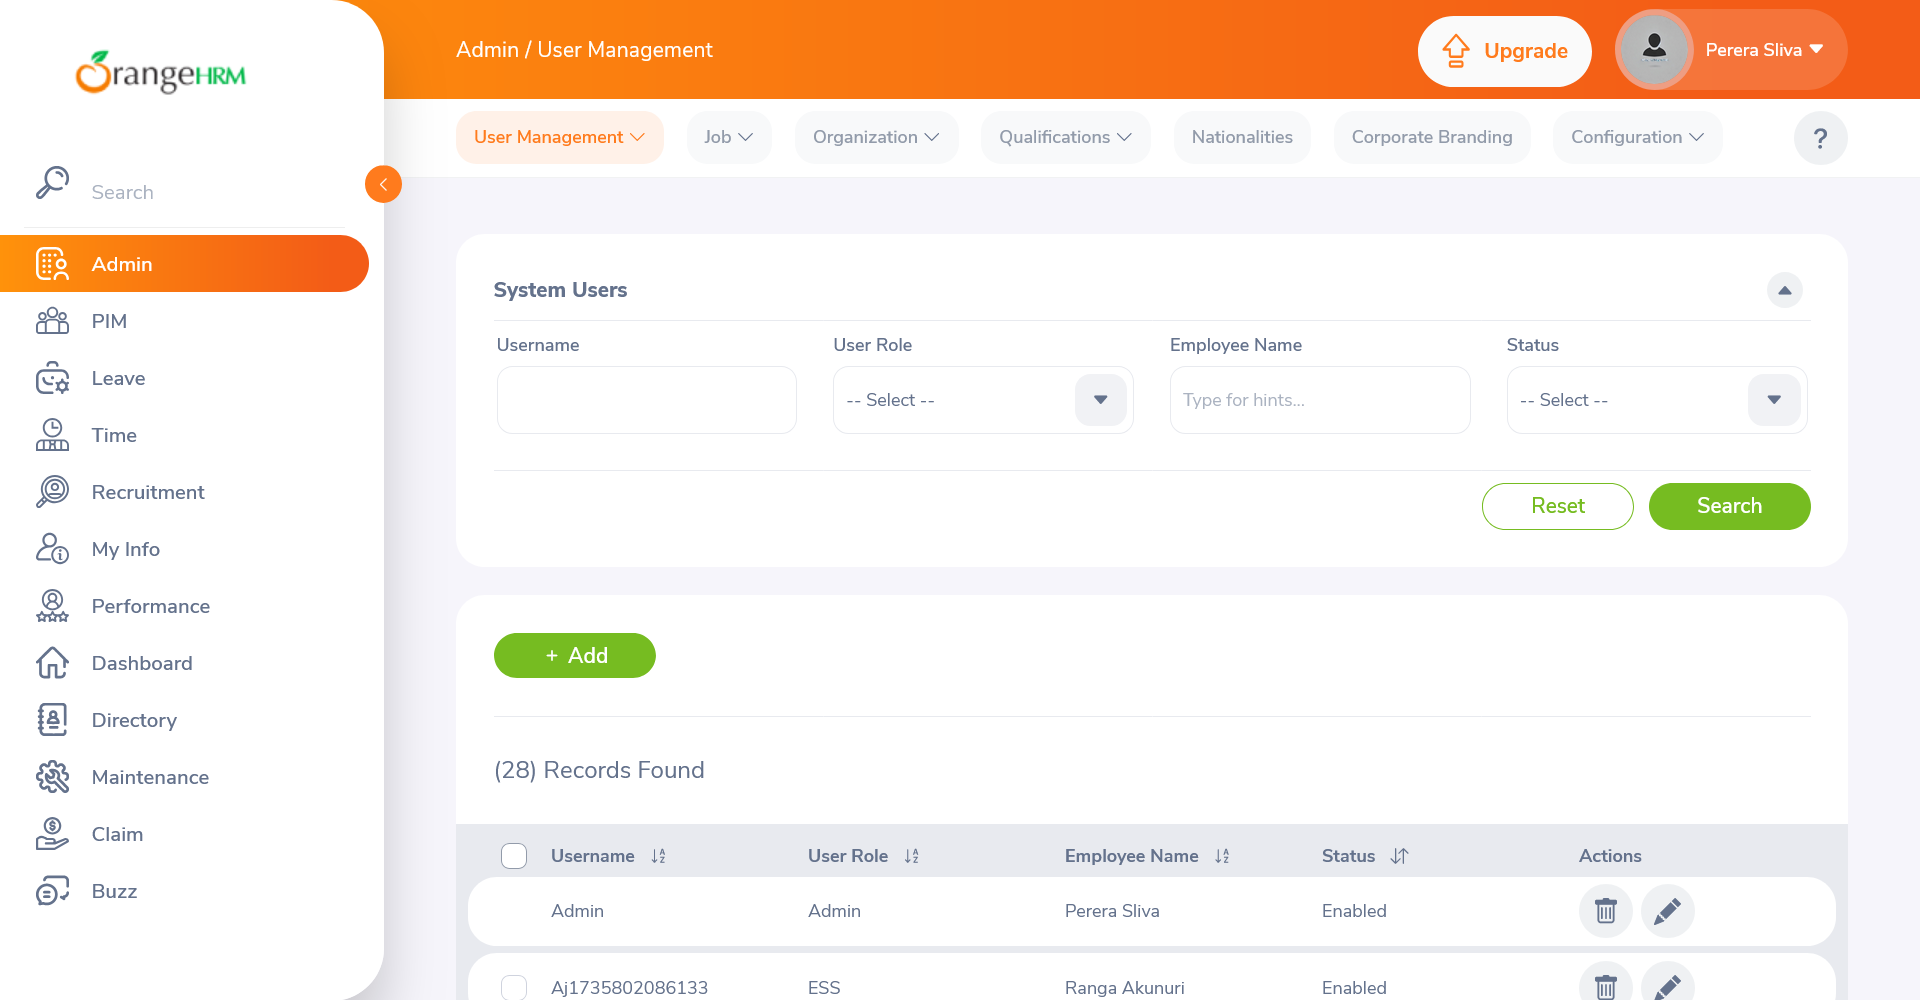 OrangeHRM
Search
Admin
PIM
Leave
Time
Recruitment
My Info
Performance
Dashboard
Directory
Maintenance
Claim
Buzz
Admin / User Management
Upgrade
Perera Sliva
User Management
Job
Organization
Qualifications
Nationalities
Corporate Branding
Configuration
?
System Users
Username
User Role
Employee Name
Status
-- Select --
Type for hints...
-- Select --
Reset
Search
+ Add
(28) Records Found
Username User Role Employee Name Status Actions
Admin Admin Perera Sliva Enabled
Aj1735802086133 ESS Ranga Akunuri Enabled